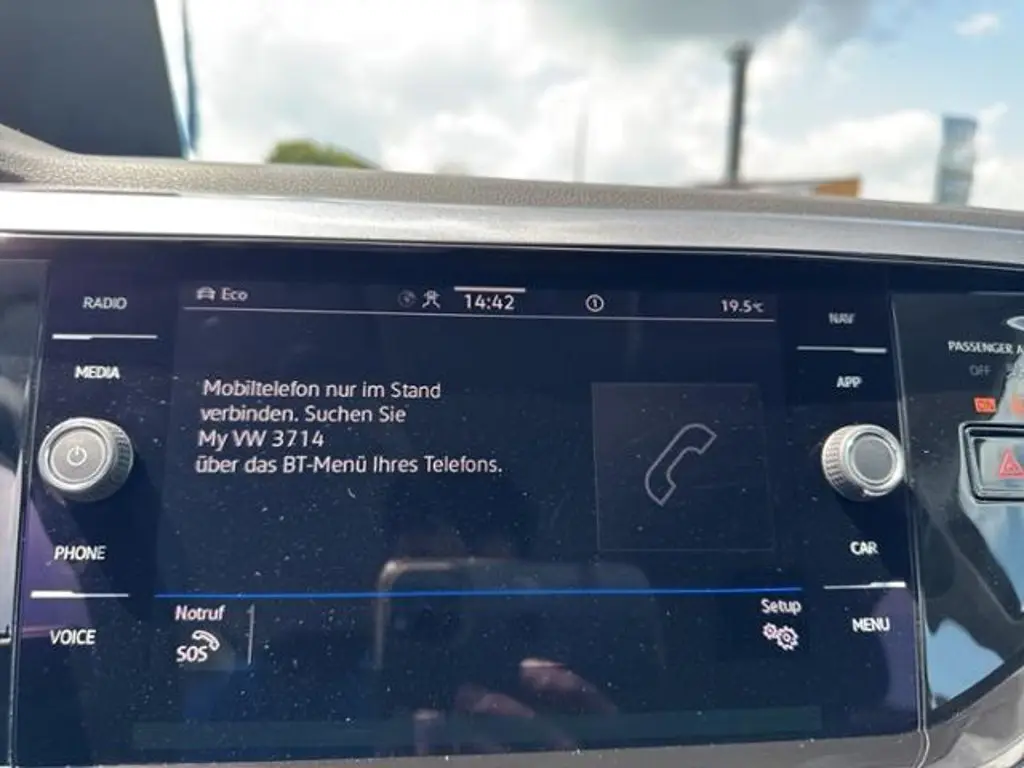 RADIO
MEDIA
PHONE
VOICE
Eco
14:42
19.5°C
Mobiltelefon nur im Stand
verbinden. Suchen Sie
My VW 3714
über das BT-Menü Ihres Telefons.
Notruf
SOS
Setup
NAV
APP
CAR
MENU
PASSENGER
OFF